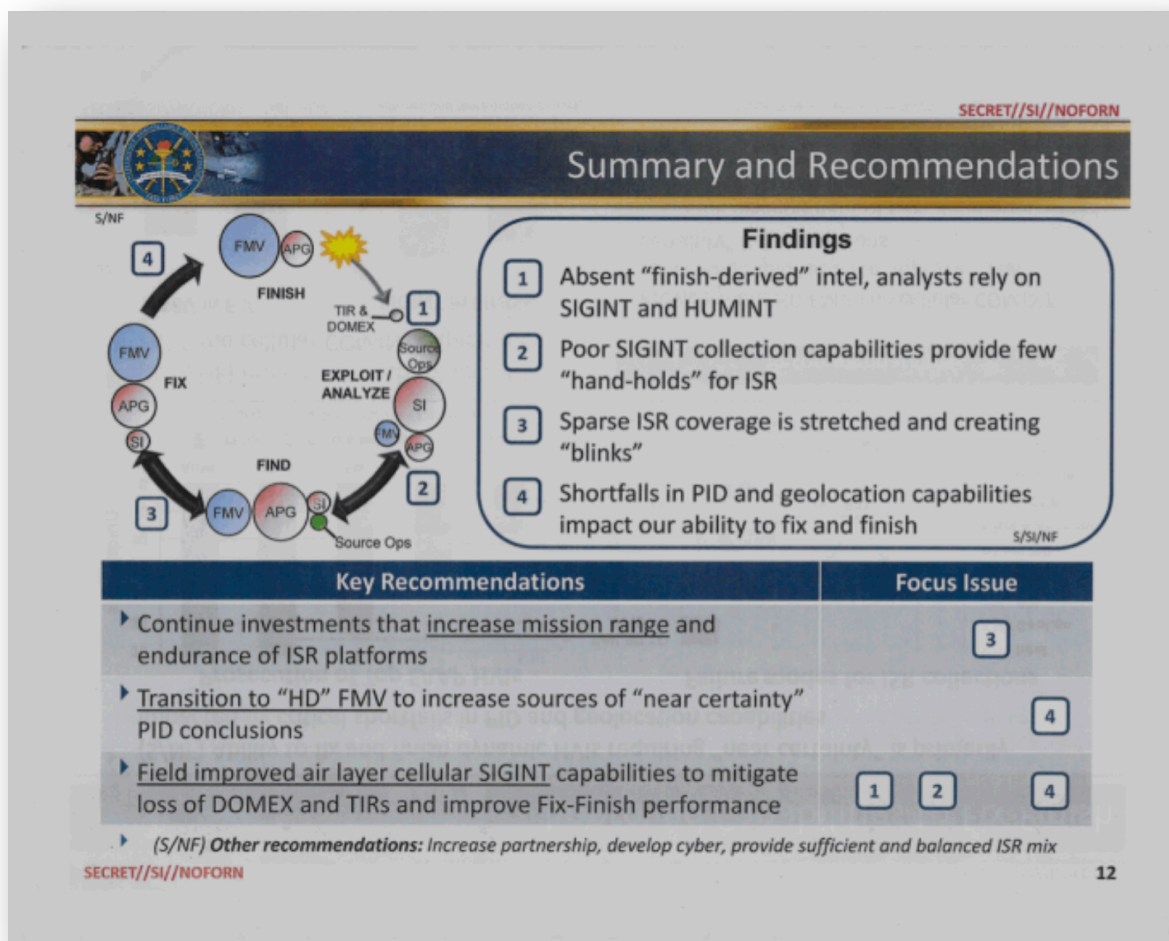 SECRET//SI//NOFORN
Summary and Recommendations
S/NF
4
FMV
APG
FINISH
TIR &
DOMEX
1
Source
Ops
FMV
FIX
EXPLOIT /
ANALYZE
APG
SI
SI
FMV
APG
FIND
2
3
FMV
APG
SI
Source Ops
Findings
1 Absent “finish-derived” intel, analysts rely on
SIGINT and HUMINT
2 Poor SIGINT collection capabilities provide few
“hand-holds” for ISR
3 Sparse ISR coverage is stretched and creating
“blinks”
4 Shortfalls in PID and geolocation capabilities
impact our ability to fix and finish
S/SI/NF
Key Recommendations Focus Issue
Continue investments that increase mission range and
endurance of ISR platforms
3
Transition to “HD” FMV to increase sources of “near certainty”
PID conclusions
4
Field improved air layer cellular SIGINT capabilities to mitigate
loss of DOMEX and TIRs and improve Fix-Finish performance
1 2 4
(S/NF) Other recommendations: Increase partnership, develop cyber, provide sufficient and balanced ISR mix
SECRET//SI//NOFORN
12